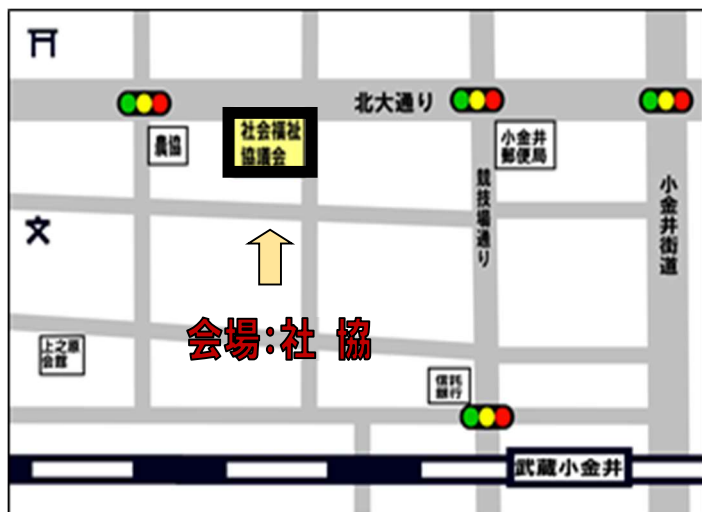 北大通り
社会福祉
協議会
農協
小金井
郵便局
競技場通り
小金井街道
文
会場:社 協
上之原
会館
信託
銀行
武蔵小金井